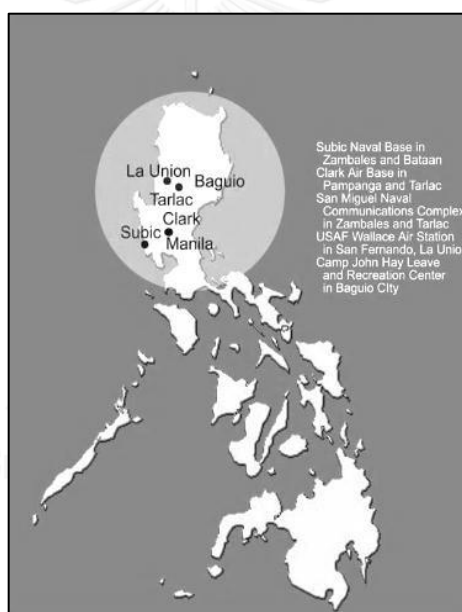 La Union
Baguio
Tarlac
Clark
Subic
Manila
Subic Naval Base in
Zambales and Bataan
Clark Air Base in
Pampanga and Tarlac
San Miguel Naval
Communications Complex
in Zambales and Tarlac
USAF Wallace Air Station
in San Fernando, La Unio
Camp John Hay Leave
and Recreation Center
in Baguio CIty